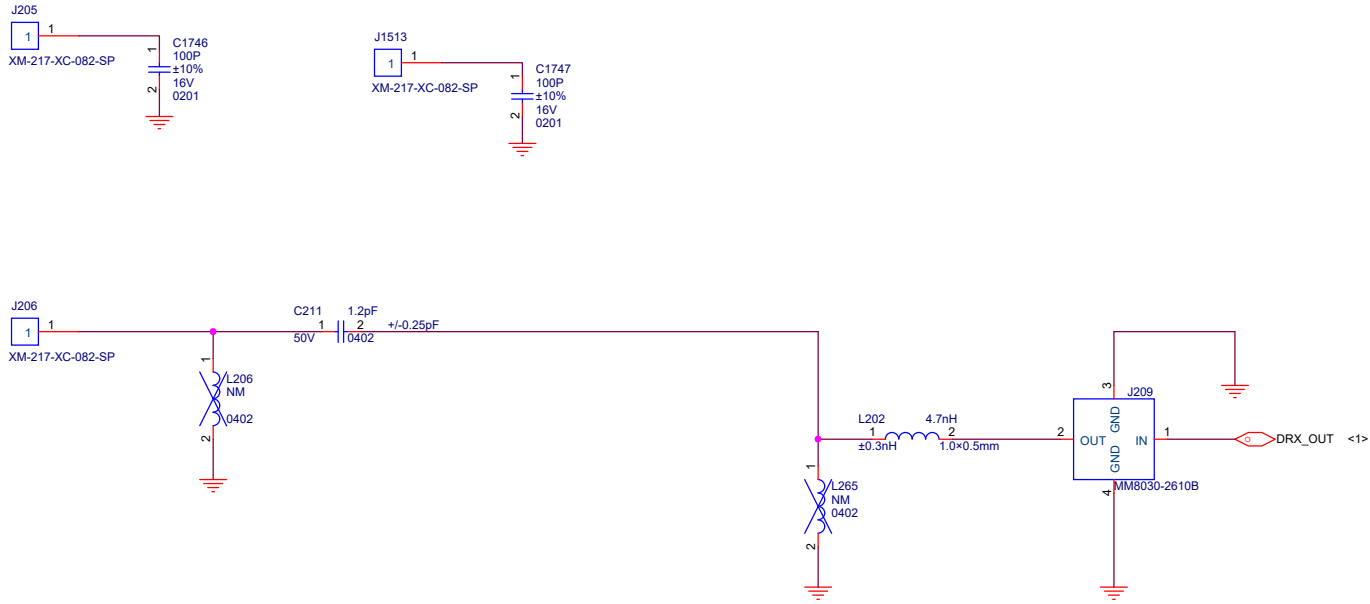 J205
1
1
XM-217-XC-082-SP
1
2
C1746
100P
±10%
16V
0201
J1513
1
1
XM-217-XC-082-SP
1
2
C1747
100P
±10%
16V
0201
J206
1
1
XM-217-XC-082-SP
1
2
L206
NM
0402
C211
1.2pF
1
2
+/-0.25pF
50V
0402
L202
4.7nH
1
2
±0.3nH
1.0×0.5mm
1
2
L265
NM
0402
3
J209
GND
2
OUT
IN
1
GND
4
MM8030-2610B
DRX_OUT <1>